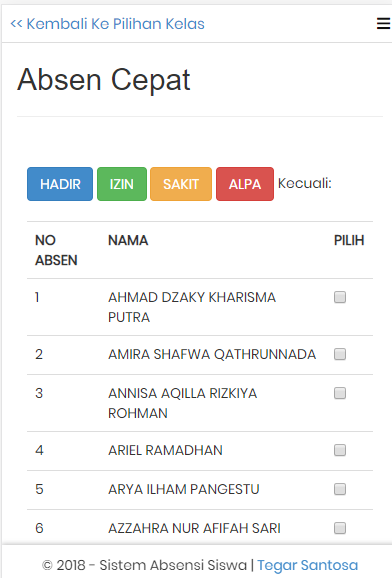 << Kembali Ke Pilihan Kelas
Absen Cepat
HADIR IZIN SAKIT ALPA Kecuali:
NO ABSEN NAMA PILIH
1 AHMAD DZAKY KHARISMA PUTRA
2 AMIRA SHAFWA QATHRUNNADA
3 ANNISA AQILLA RIZKIYA ROHMAN
4 ARIEL RAMADHAN
5 ARYA ILHAM PANGESTU
6 AZZAHRA NUR AFIFAH SARI
© 2018 - Sistem Absensi Siswa | Tegar Santosa